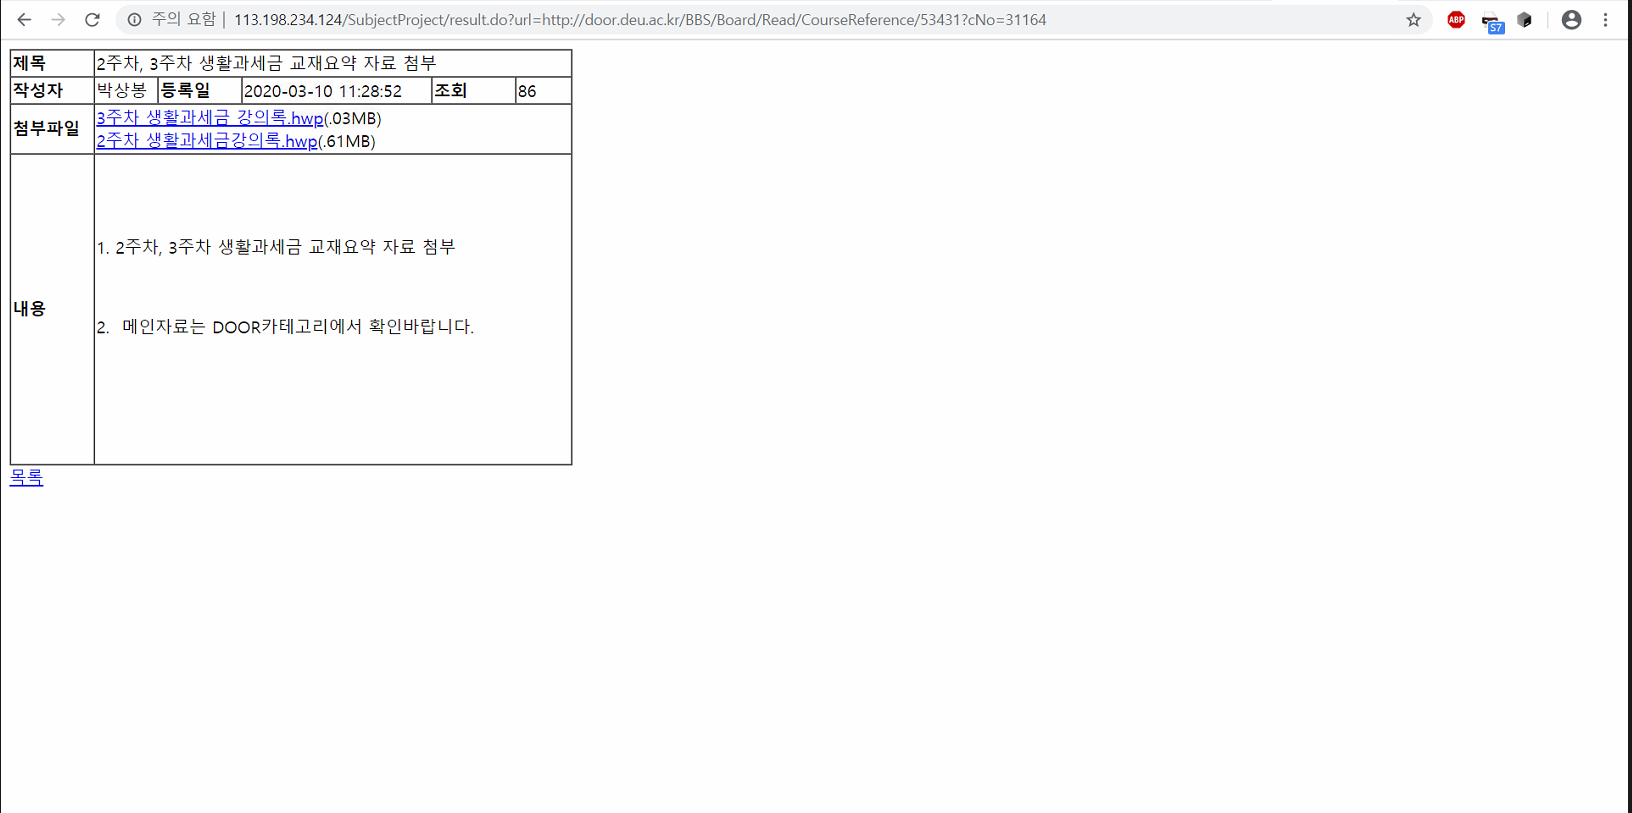 주의 요함 | 113.198.234.124/SubjectProject/result.do?url=http://door.deu.ac.kr/BBS/Board/Read/CourseReference/53431?cNo=31164
ABP
S7
제목 2주차, 3주차 생활과세금 교재요약 자료 첨부
작성자 박상봉 등록일 2020-03-10 11:28:52 조회 86
첨부파일
3주차 생활과세금 강의록.hwp(.03MB)
2주차 생활과세금강의록.hwp(.61MB)
내용
1. 2주차, 3주차 생활과세금 교재요약 자료 첨부
2. 메인자료는 DOOR카테고리에서 확인바랍니다.
목록